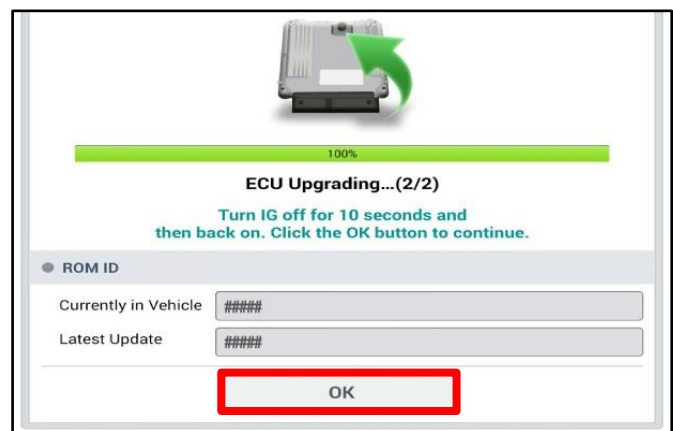 100%
ECU Upgrading...(2/2)
Turn IG off for 10 seconds and
then back on. Click the OK button to continue.
ROM ID
Currently in Vehicle #####
Latest Update #####
OK